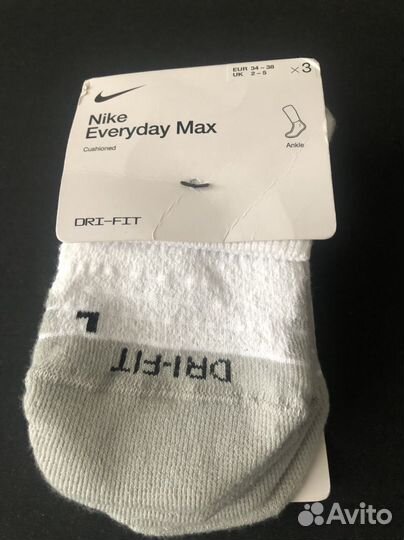 EUR 34 – 38
UK 2 – 5
×3
Nike
Everyday Max
Cushioned
Ankle
DRI-FIT
L
DRI-FIT
Avito